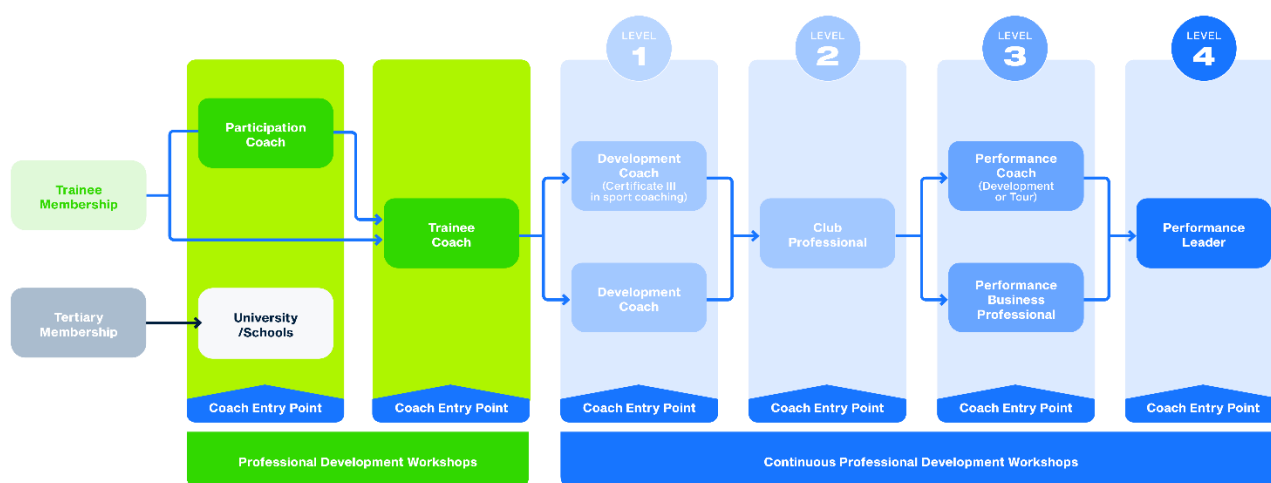 LEVEL
1
LEVEL
2
LEVEL
3
LEVEL
4
Participation
Coach
Trainee
Membership
Trainee
Coach
Tertiary
Membership
University
/Schools
Development
Coach
(Certificate III
in sport coaching)
Development
Coach
Club
Professional
Performance
Coach
(Development
or Tour)
Performance
Business
Professional
Performance
Leader
Coach Entry Point
Coach Entry Point
Coach Entry Point
Coach Entry Point
Coach Entry Point
Coach Entry Point
Professional Development Workshops
Continuous Professional Development Workshops